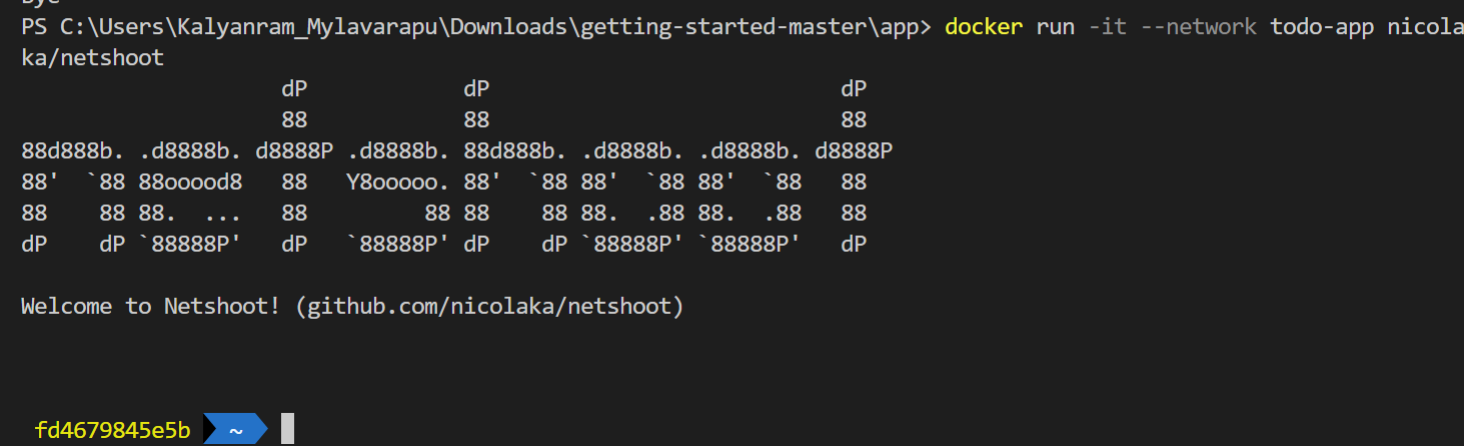 Bye
PS C:\Users\Kalyanram_Mylavarapu\Downloads\getting-started-master\app> docker run -it --network todo-app nicola
ka/netshoot
                    dP            dP                           dP
                    88            88                           88
88d888b. .d8888b. d8888P .d8888b. 88d888b. .d8888b. .d8888b. d8888P
88'  `88 88ooood8   88   Y8ooooo. 88'  `88 88'  `88 88'  `88   88
88    88 88.  ...   88         88 88    88 88.  .88 88.  .88   88
dP    dP `88888P'   dP   `88888P' dP    dP `88888P' `88888P'   dP
Welcome to Netshoot! (github.com/nicolaka/netshoot)
fd4679845e5b ~